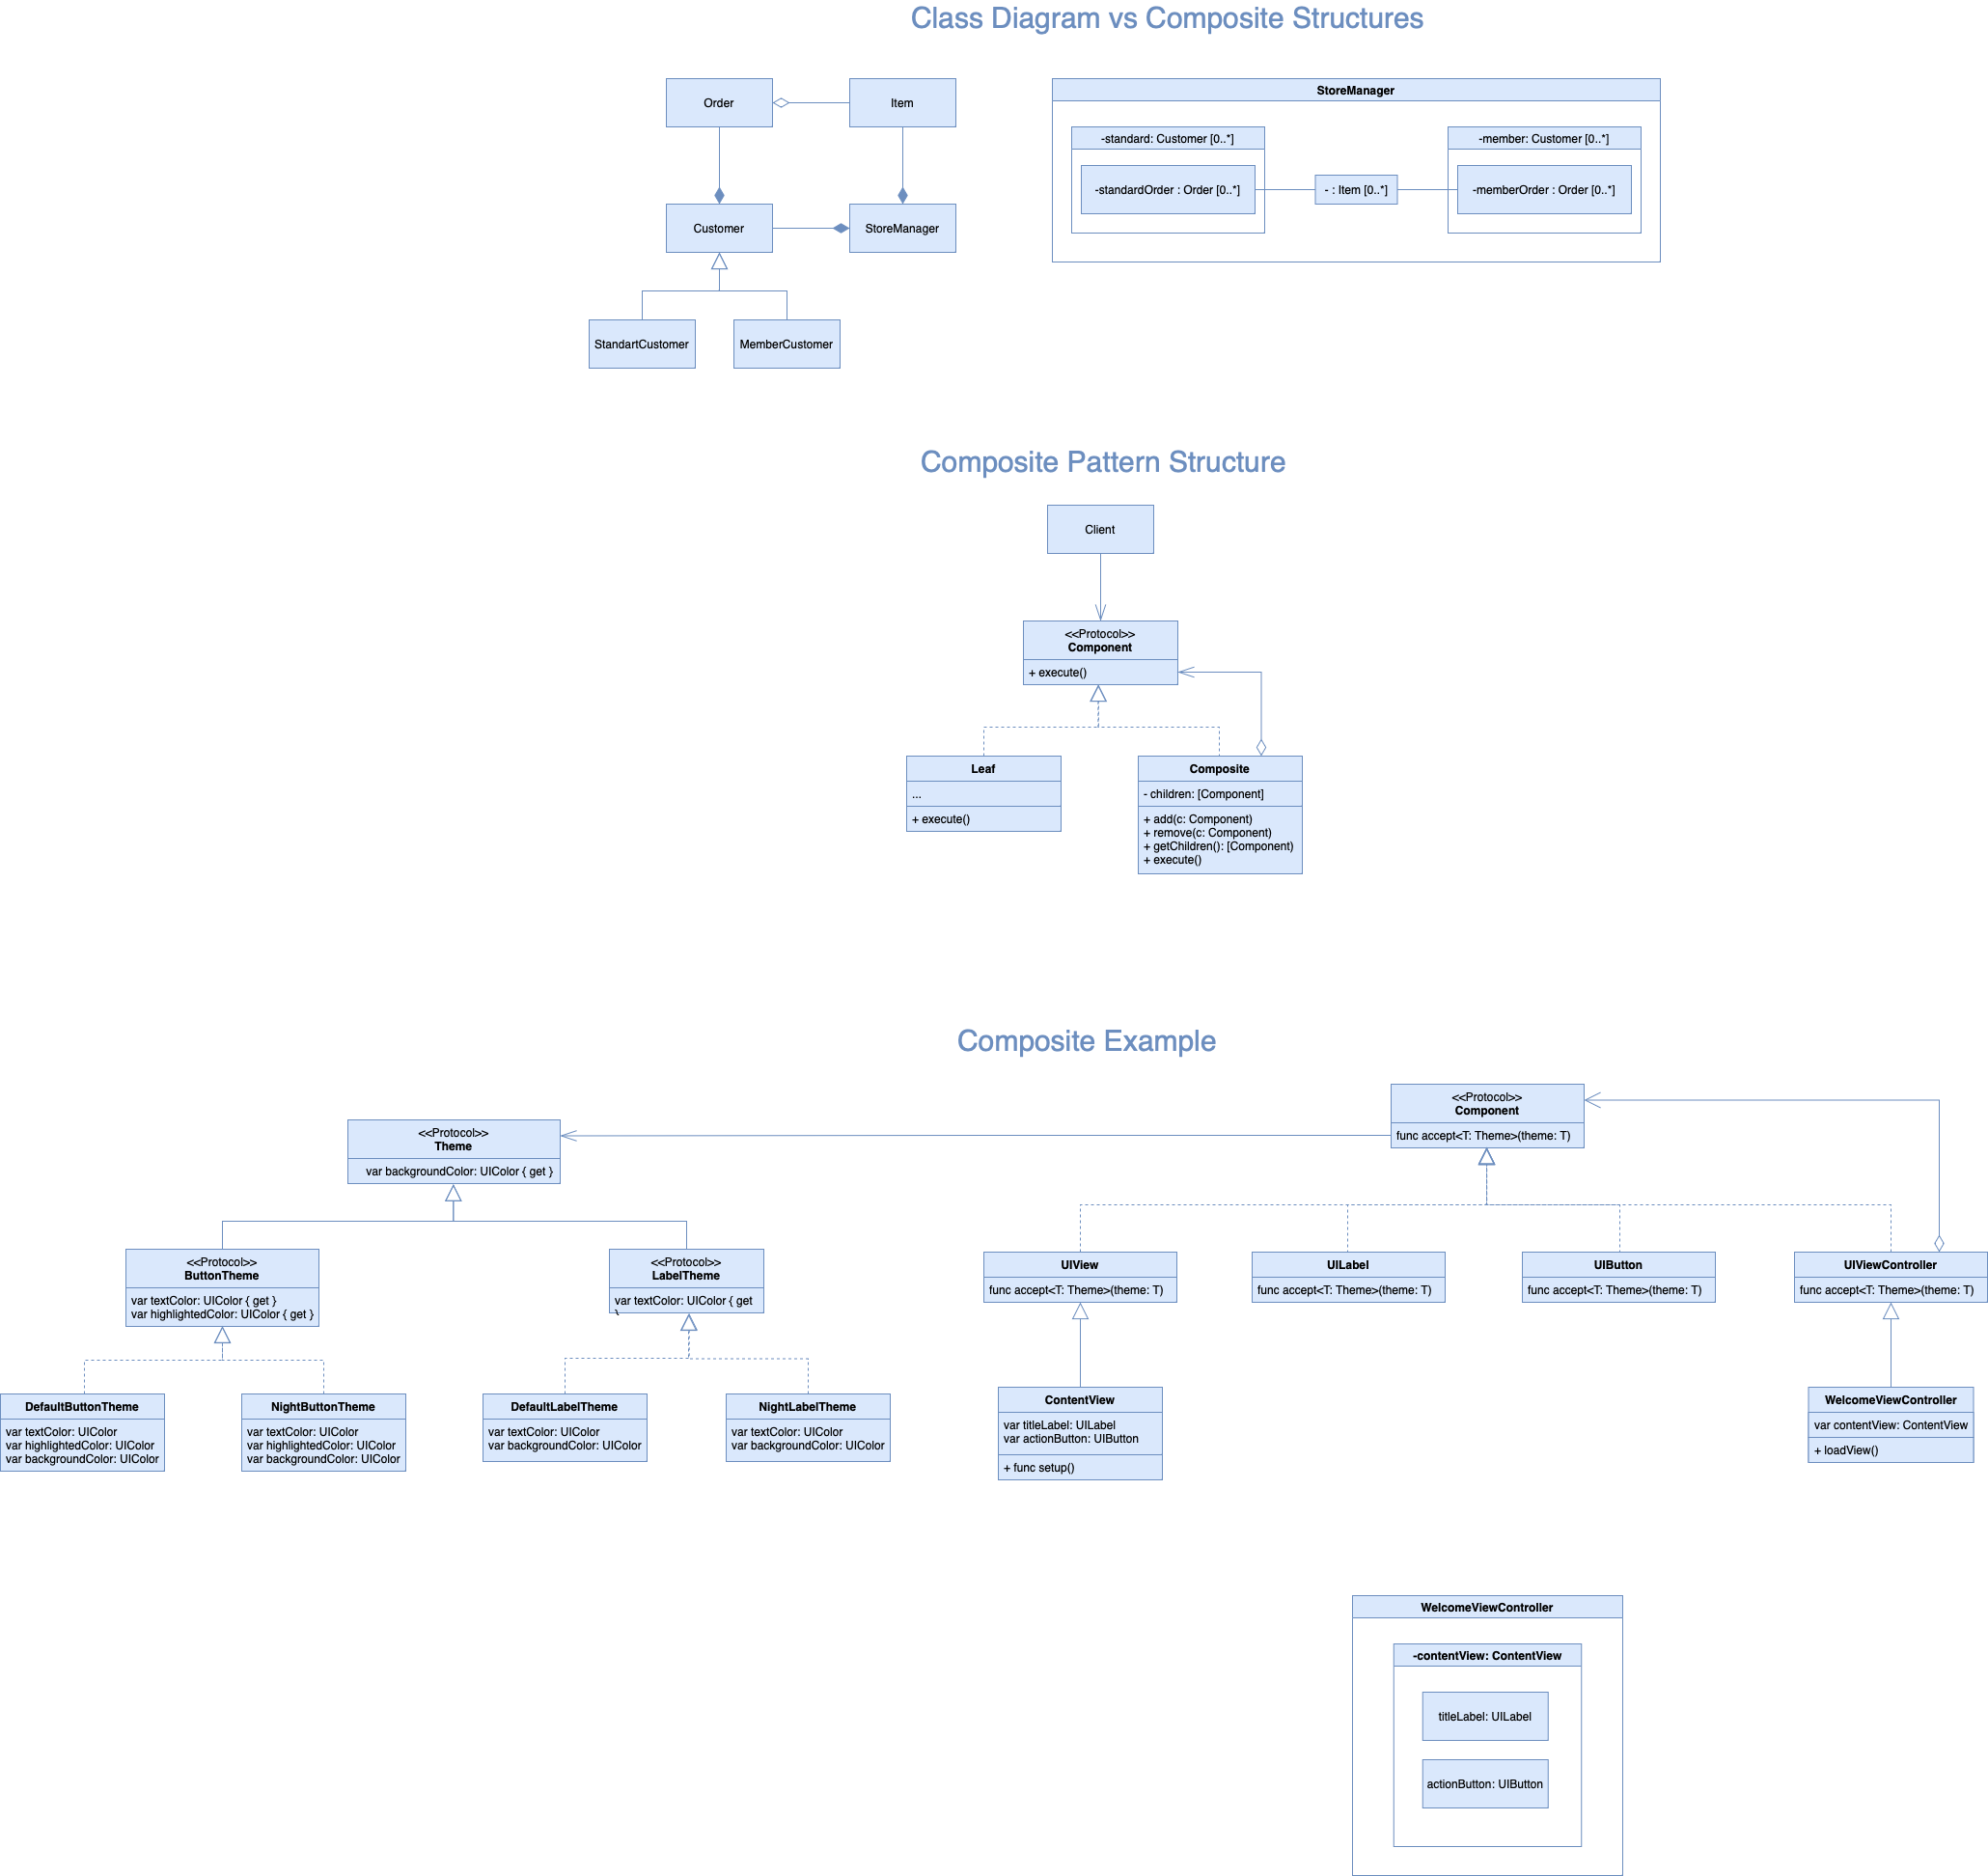 Class Diagram vs Composite Structures
Order
Item
Customer
StoreManager
StandartCustomer
MemberCustomer
StoreManager
-standard: Customer [0..*]
-member: Customer [0..*]
-standardOrder : Order [0..*]
- : Item [0..*]
-memberOrder : Order [0..*]
Composite Pattern Structure
Client
<<Protocol>>
Component
+ execute()
Leaf
...
+ execute()
Composite
- children: [Component]
+ add(c: Component)
+ remove(c: Component)
+ getChildren(): [Component)
+ execute()
Composite Example
<<Protocol>>
Theme
var backgroundColor: UIColor { get }
<<Protocol>>
Component
func accept<T: Theme>(theme: T)
<<Protocol>>
ButtonTheme
var textColor: UIColor { get }
var highlightedColor: UIColor { get }
<<Protocol>>
LabelTheme
var textColor: UIColor { get
UIView
func accept<T: Theme>(theme: T)
UILabel
func accept<T: Theme>(theme: T)
UIButton
func accept<T: Theme>(theme: T)
UIViewController
func accept<T: Theme>(theme: T)
DefaultButtonTheme
var textColor: UIColor
var highlightedColor: UIColor
var backgroundColor: UIColor
NightButtonTheme
var textColor: UIColor
var highlightedColor: UIColor
var backgroundColor: UIColor
DefaultLabelTheme
var textColor: UIColor
var backgroundColor: UIColor
NightLabelTheme
var textColor: UIColor
var backgroundColor: UIColor
ContentView
var titleLabel: UILabel
var actionButton: UIButton
+ func setup()
WelcomeViewController
var contentView: ContentView
+ loadView()
WelcomeViewController
-contentView: ContentView
titleLabel: UILabel
actionButton: UIButton